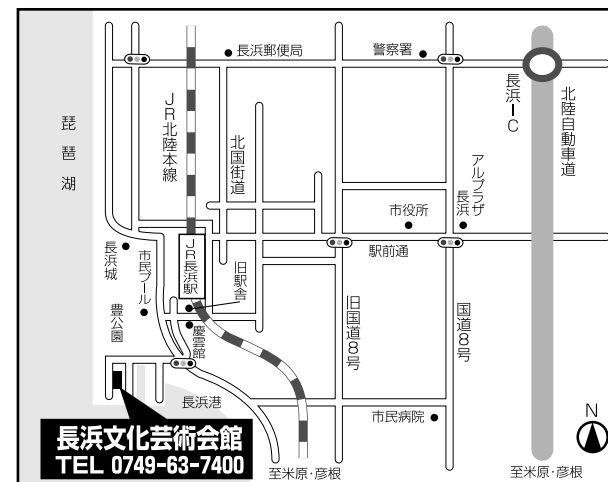 長浜郵便局
警察署
琵琶湖
JR北陸本線
北国街道
長浜IC
北陸自動車道
アルプラザ
長浜
市役所
駅前通
長浜城
市民プール
JR長浜駅
旧駅舎
豊公園
慶雲館
旧国道8号
国道8号
長浜港
市民病院
N
長浜文化芸術会館
TEL 0749-63-7400
至米原・彦根
至米原・彦根